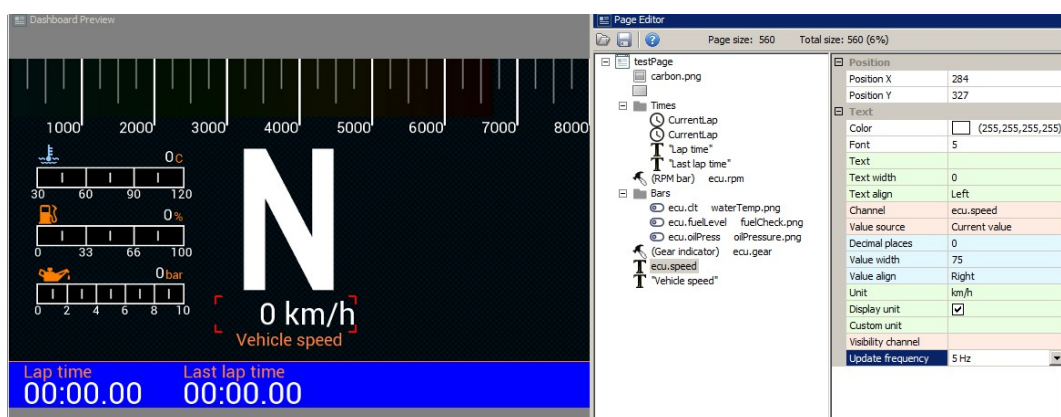 Dashboard Preview
1000 2000 3000 4000 5000 6000 7000 8000
0 C
30 60 90 120
0 %
0 33 66 100
0 bar
0 2 4 6 8 10
N
0 km/h
Vehicle speed
Lap time Last lap time
00:00.00 00:00.00
Page Editor
Page size: 560 Total size: 560 (6%)
testPage
carbon.png
Times
CurrentLap
CurrentLap
"Lap time"
"Last lap time"
(RPM bar) ecu.rpm
Bars
ecu.clt waterTemp.png
ecu.fuelLevel fuelCheck.png
ecu.oilPress oilPressure.png
(Gear indicator) ecu.gear
ecu.speed
"Vehicle speed"
Position
Position X 284
Position Y 327
Text
Color (255,255,255,255)
Font 5
Text
Text width 0
Text align Left
Channel ecu.speed
Value source Current value
Decimal places 0
Value width 75
Value align Right
Unit km/h
Display unit
Custom unit
Visibility channel
Update frequency 5 Hz